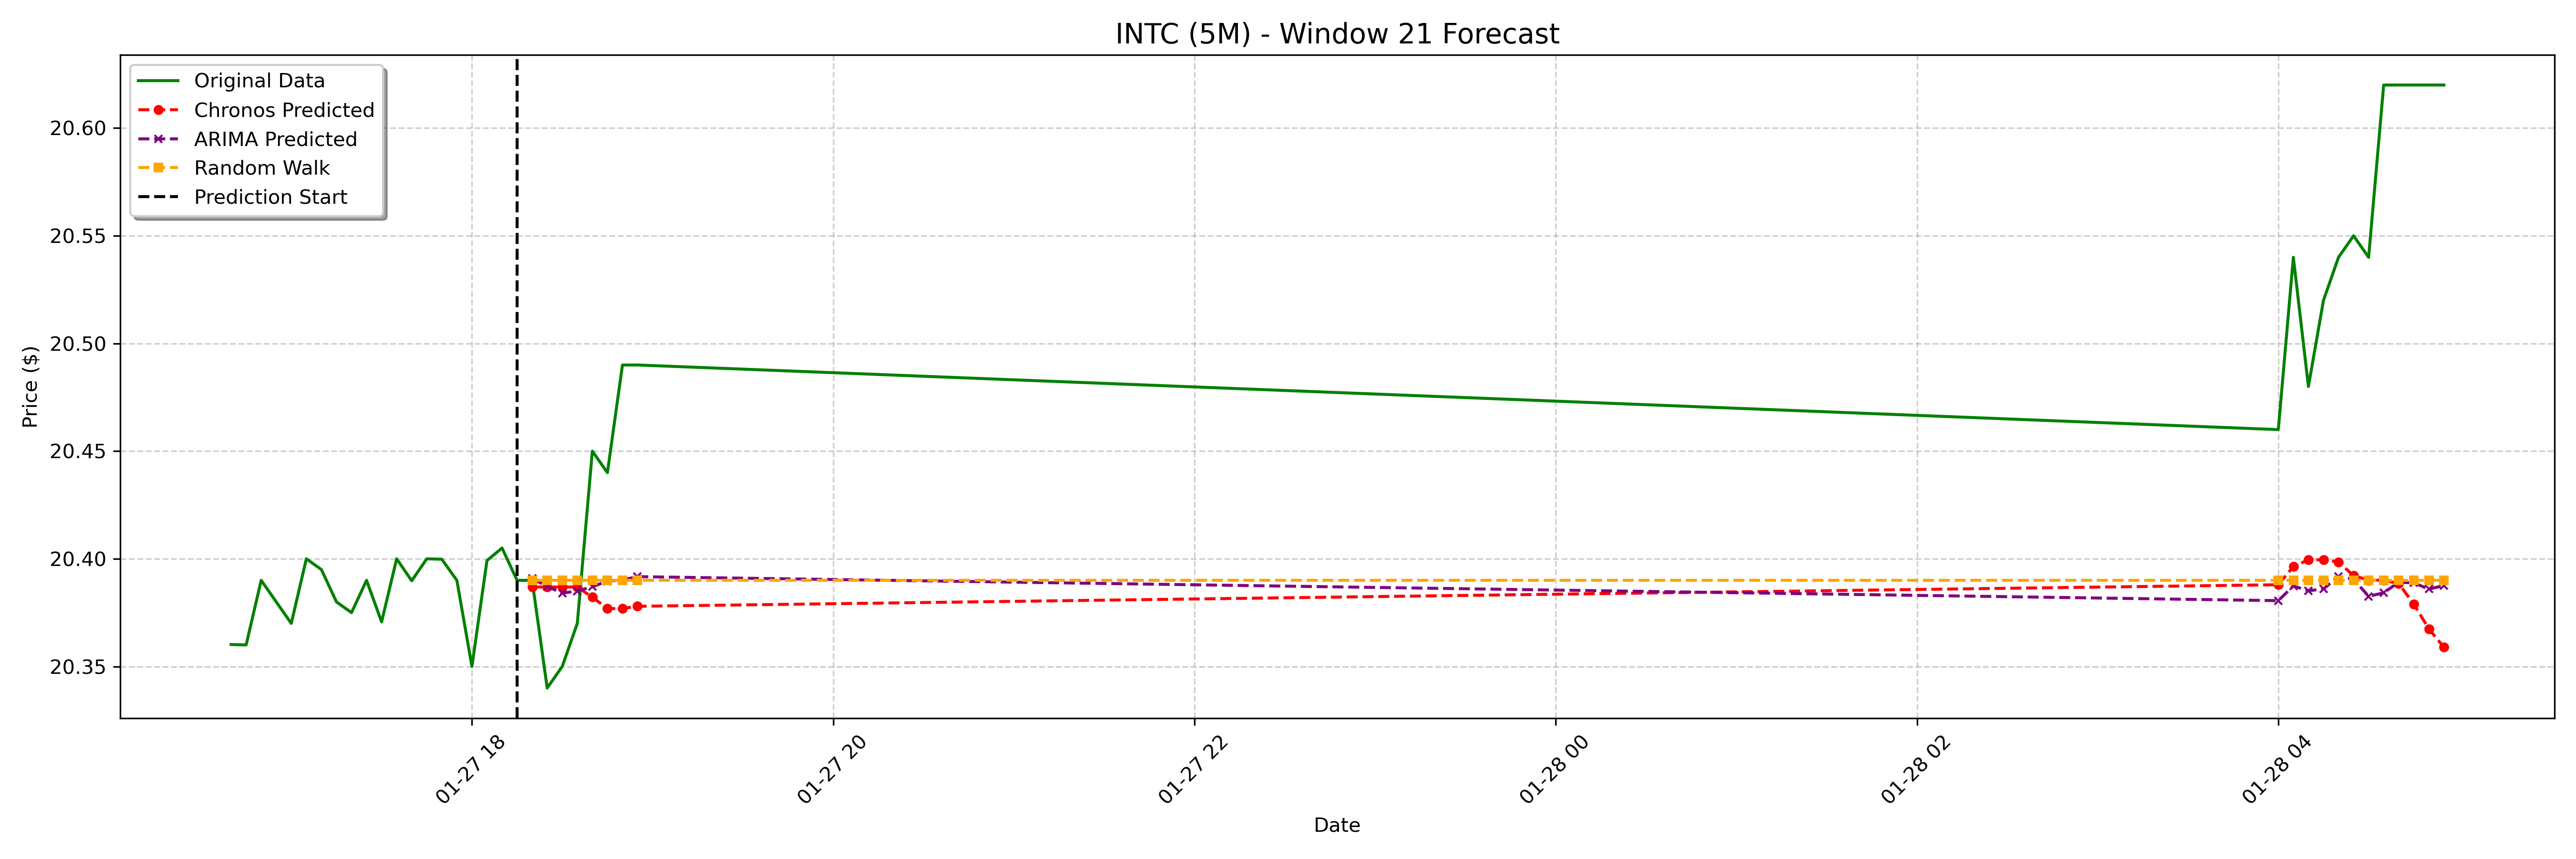 INTC (5M) - Window 21 Forecast
Original Data
Chronos Predicted
ARIMA Predicted
Random Walk
Prediction Start
Price ($)
20.60
20.55
20.50
20.45
20.40
20.35
01-27 18
01-27 20
01-27 22
01-28 00
01-28 02
01-28 04
Date